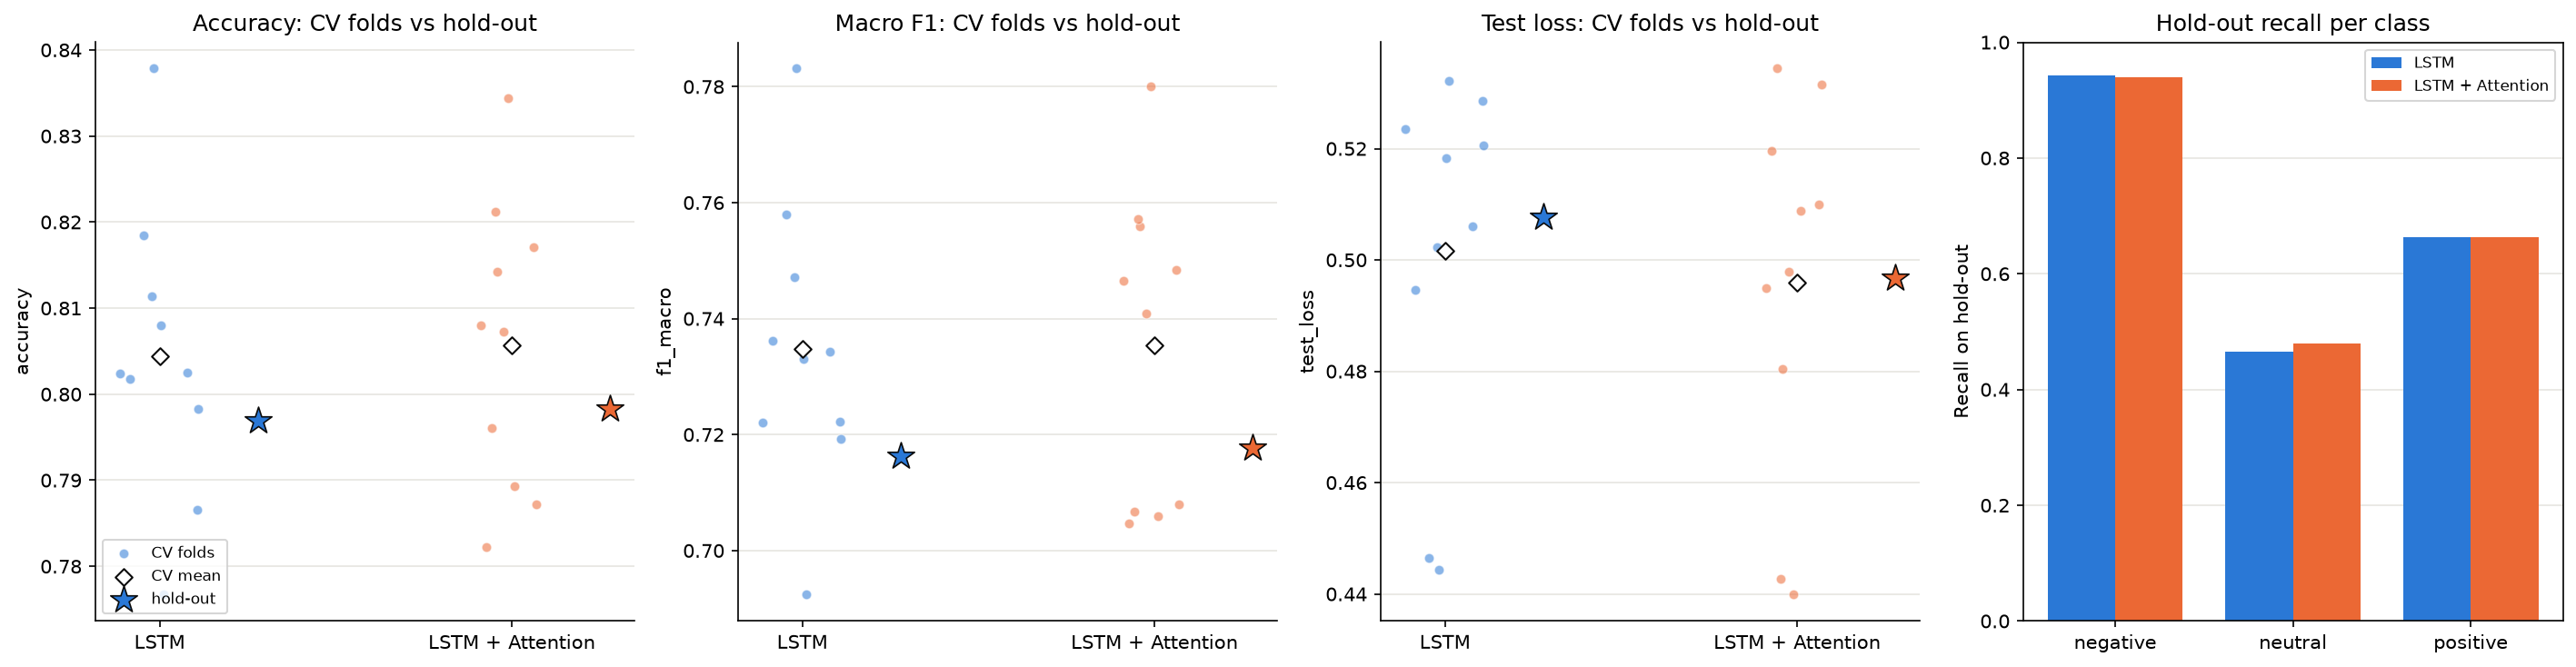 Accuracy: CV folds vs hold-out
accuracy
0.84
0.83
0.82
0.81
0.80
0.79
0.78
CV folds
CV mean
hold-out
LSTM
LSTM + Attention
Macro F1: CV folds vs hold-out
f1_macro
0.78
0.76
0.74
0.72
0.70
LSTM
LSTM + Attention
Test loss: CV folds vs hold-out
test_loss
0.52
0.50
0.48
0.46
0.44
LSTM
LSTM + Attention
Hold-out recall per class
Recall on hold-out
1.0
0.8
0.6
0.4
0.2
0.0
LSTM
LSTM + Attention
negative
neutral
positive